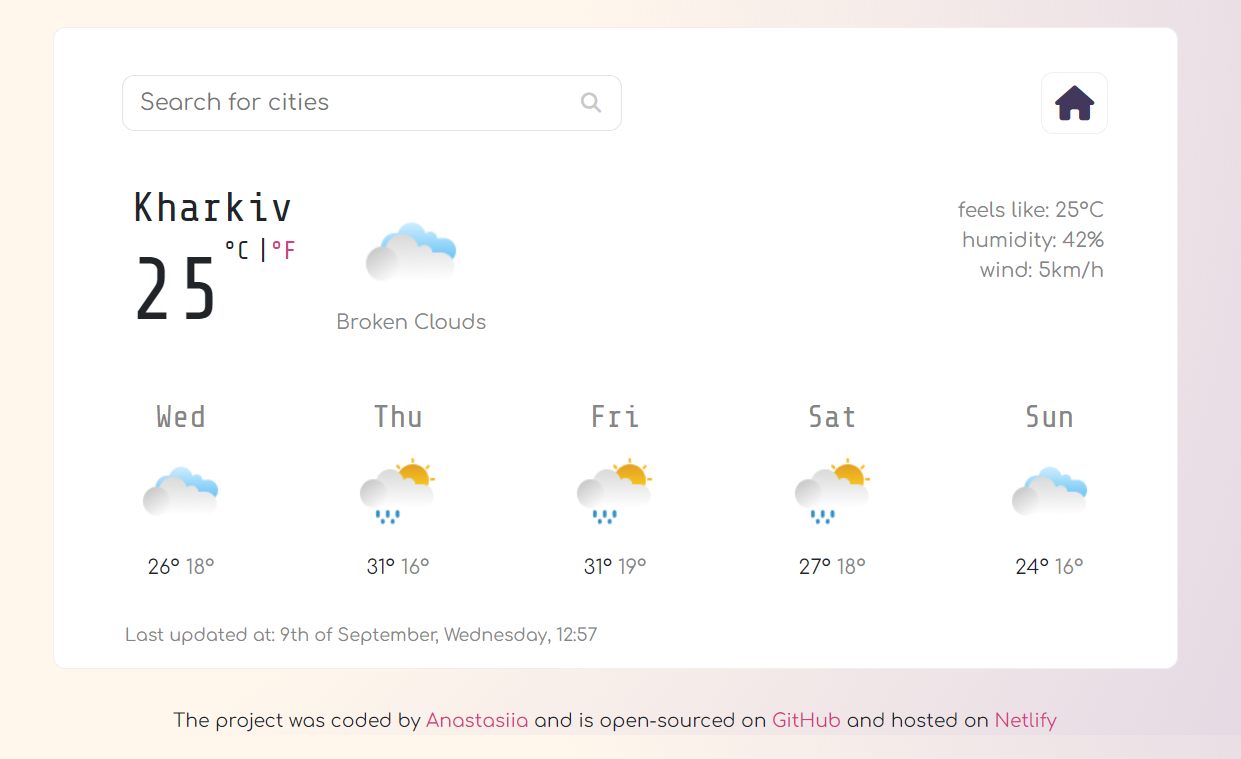 Search for cities
Kharkiv
25 °C |°F
Broken Clouds
feels like: 25°C
humidity: 42%
wind: 5km/h
Wed Thu Fri Sat Sun
26° 18° 31° 16° 31° 19° 27° 18° 24° 16°
Last updated at: 9th of September, Wednesday, 12:57
The project was coded by Anastasiia and is open-sourced on GitHub and hosted on Netlify